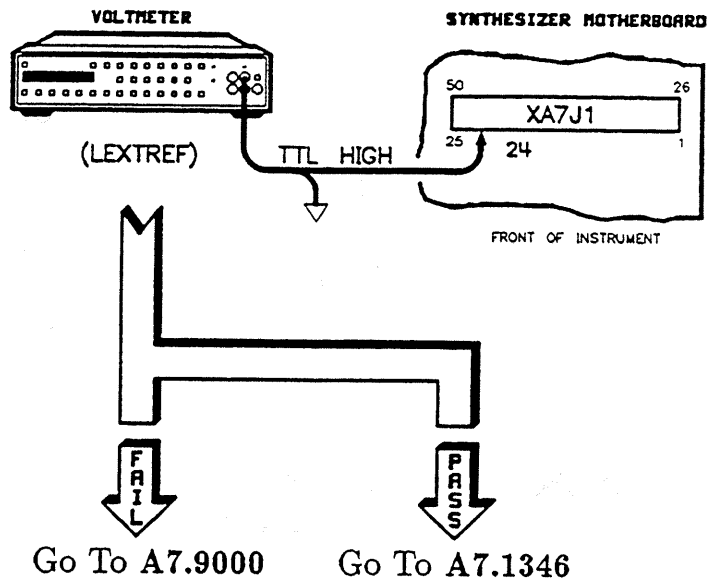 VOLTMETER
SYNTHESIZER MOTHERBOARD
50 26
XA7J1
25 24 1
(LEXTREF)
TTL HIGH
FRONT OF INSTRUMENT
FAIL
PASS
Go To A7.9000
Go To A7.1346